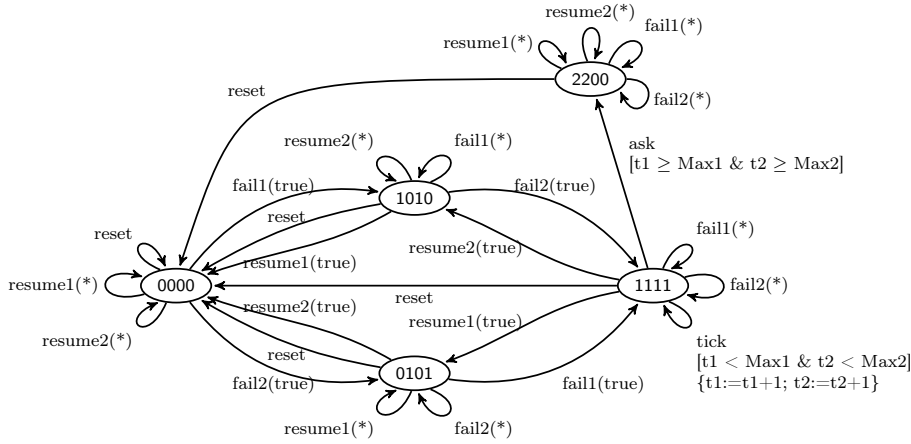 resume2(*)
fail1(*)
resume1(*)
2200
fail2(*)
reset
ask
[t1 ≥ Max1 & t2 ≥ Max2]
resume2(*)
fail1(*)
fail1(true)
1010
fail2(true)
reset
reset
resume1(true)
resume2(true)
fail1(*)
resume1(*)
0000
1111
fail2(*)
reset
resume2(*)
resume2(true)
resume1(true)
reset
fail2(true)
0101
fail1(true)
tick
[t1 < Max1 & t2 < Max2]
{t1:=t1+1; t2:=t2+1}
resume1(*)
fail2(*)